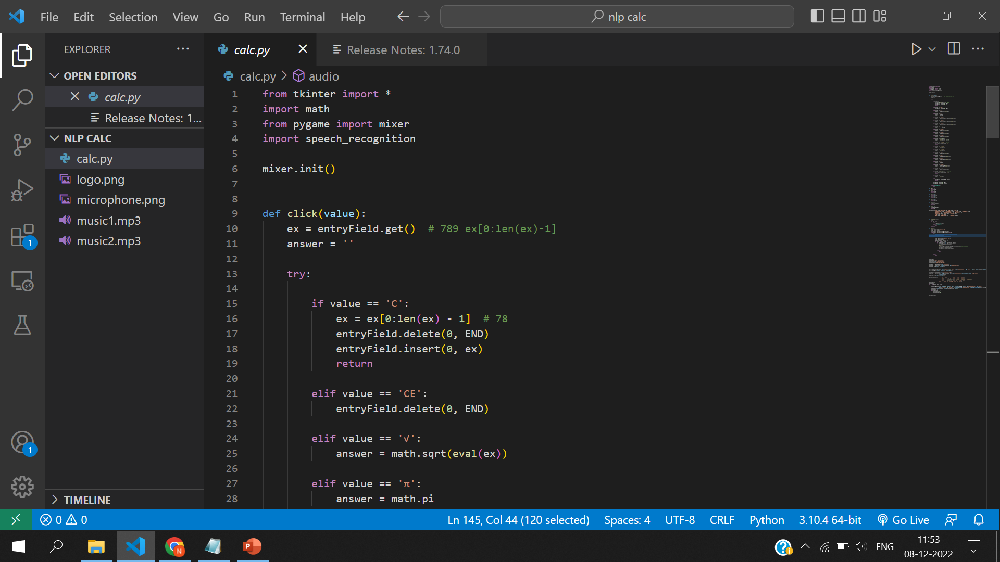 File Edit Selection View Go Run Terminal Help
nlp calc
EXPLORER
OPEN EDITORS
calc.py
Release Notes: 1...
NLP CALC
calc.py
logo.png
microphone.png
music1.mp3
music2.mp3
TIMELINE
calc.py
Release Notes: 1.74.0
calc.py > audio
1 from tkinter import *
2 import math
3 from pygame import mixer
4 import speech_recognition
5
6 mixer.init()
7
8
9 def click(value):
10 ex = entryField.get()  # 789 ex[0:len(ex)-1]
11 answer = ''
12
13 try:
14
15 if value == 'C':
16 ex = ex[0:len(ex) - 1]  # 78
17 entryField.delete(0, END)
18 entryField.insert(0, ex)
19 return
20
21 elif value == 'CE':
22 entryField.delete(0, END)
23
24 elif value == '√':
25 answer = math.sqrt(eval(ex))
26
27 elif value == 'π':
28 answer = math.pi
1
1
0 0
Ln 145, Col 44 (120 selected) Spaces: 4 UTF-8 CRLF Python 3.10.4 64-bit Go Live
N
P
ENG
11:53
08-12-2022